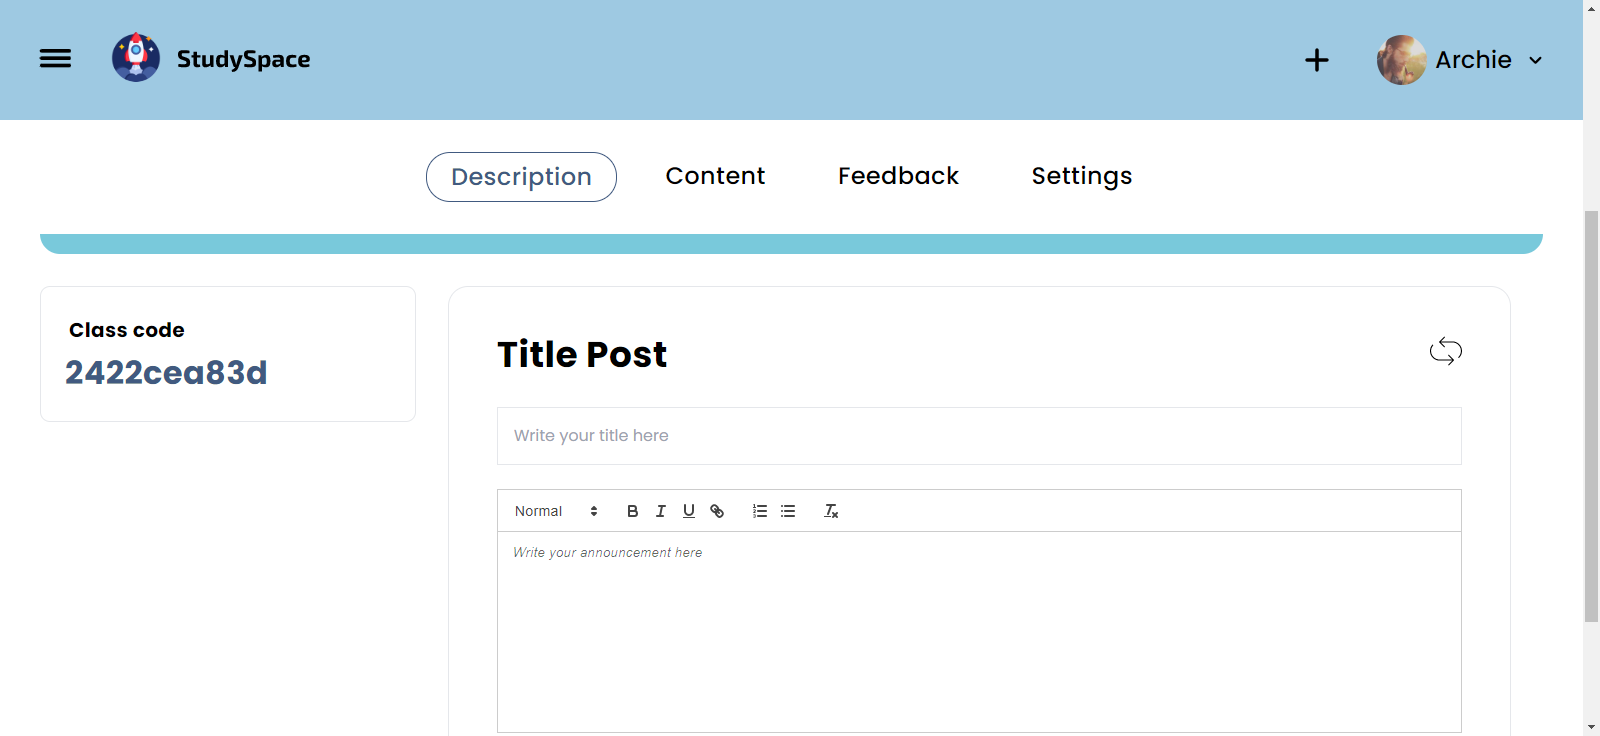 StudySpace
Archie
Description
Content
Feedback
Settings
Class code
2422cea83d
Title Post
Write your title here
Normal
Write your announcement here